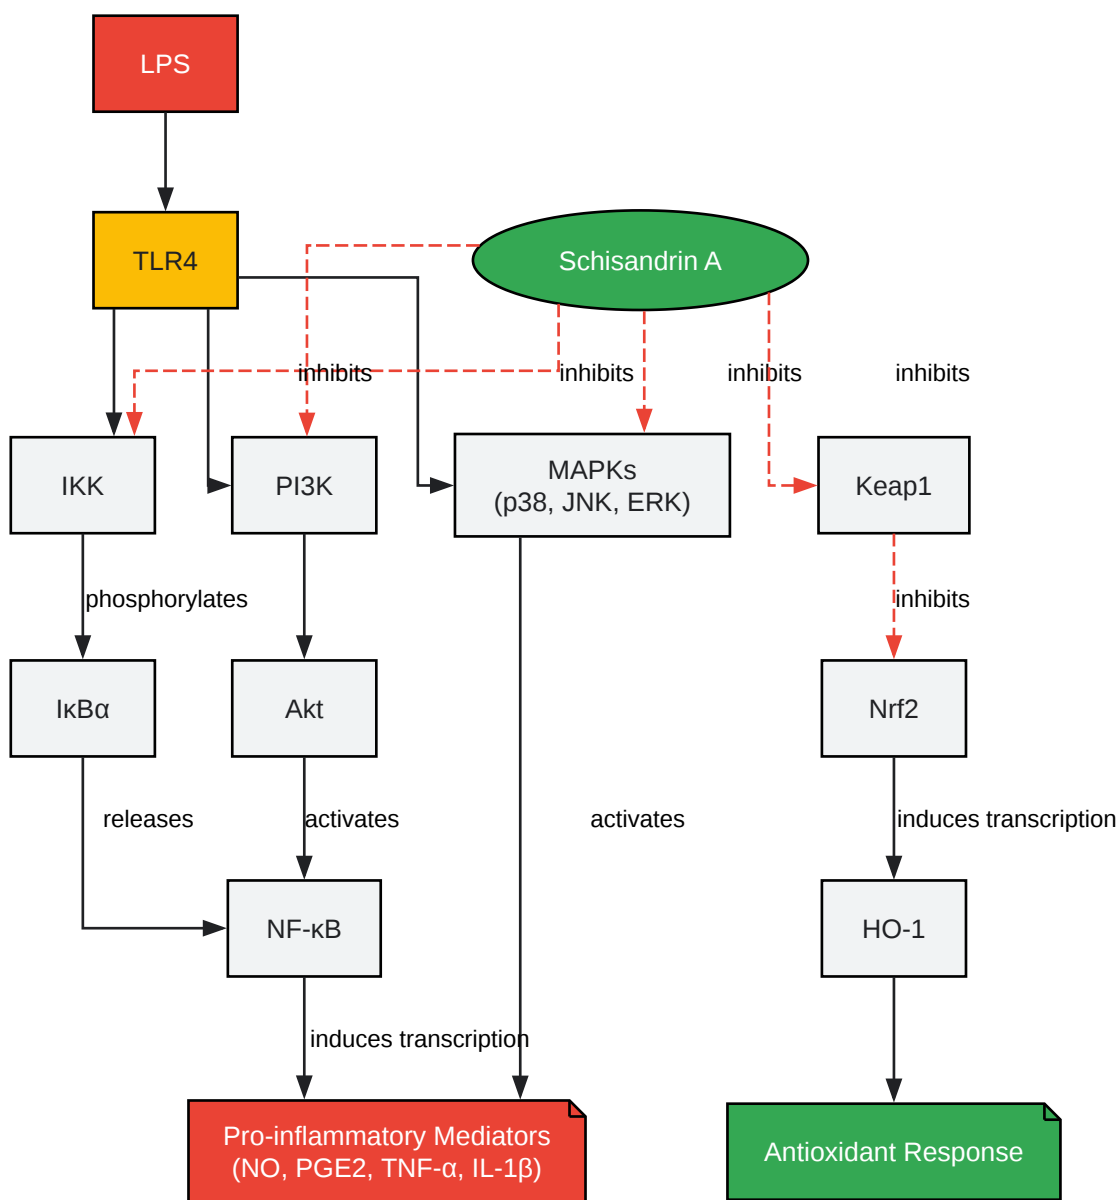 LPS
TLR4
Schisandrin A
inhibits
inhibits
inhibits
inhibits
IKK
PI3K
MAPKs
(p38, JNK, ERK)
Keap1
phosphorylates
inhibits
IκBα
Akt
Nrf2
releases
activates
activates
induces transcription
NF-κB
HO-1
induces transcription
Pro-inflammatory Mediators
(NO, PGE2, TNF-α, IL-1β)
Antioxidant Response